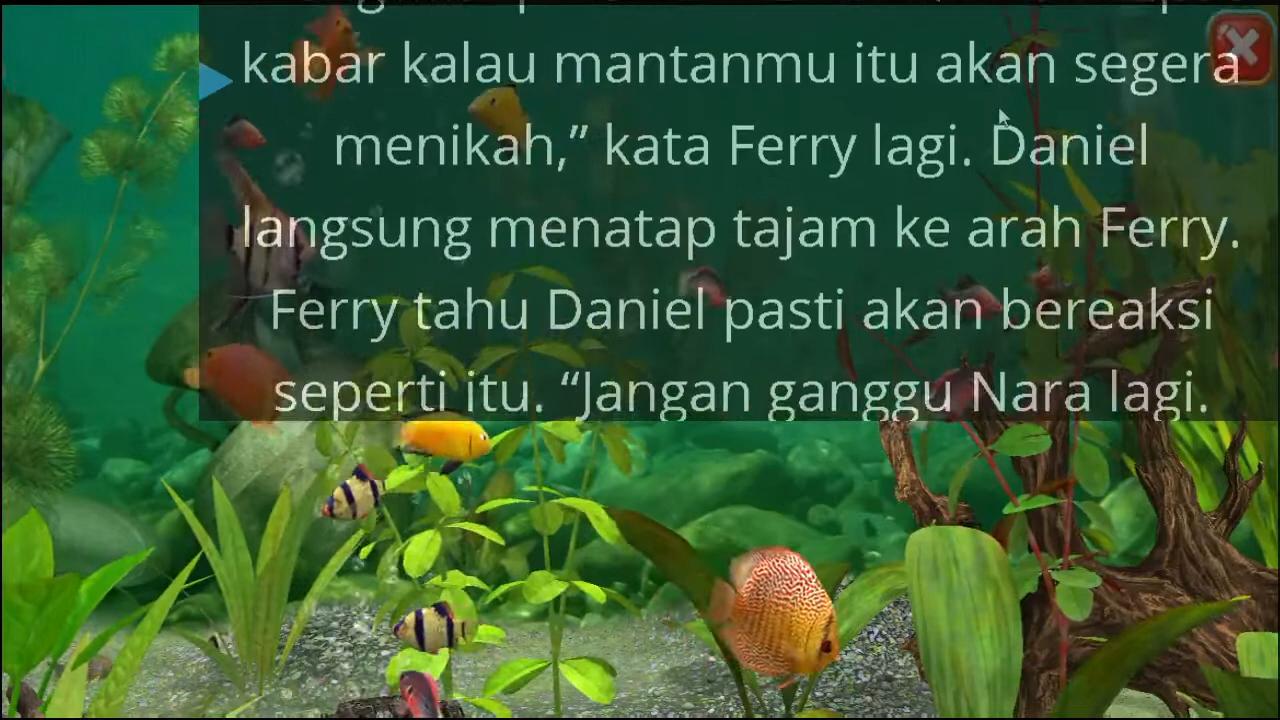 kabar kalau mantanmu itu akan segera
menikah,” kata Ferry lagi. Daniel
langsung menatap tajam ke arah Ferry.
Ferry tahu Daniel pasti akan bereaksi
seperti itu. “Jangan ganggu Nara lagi.